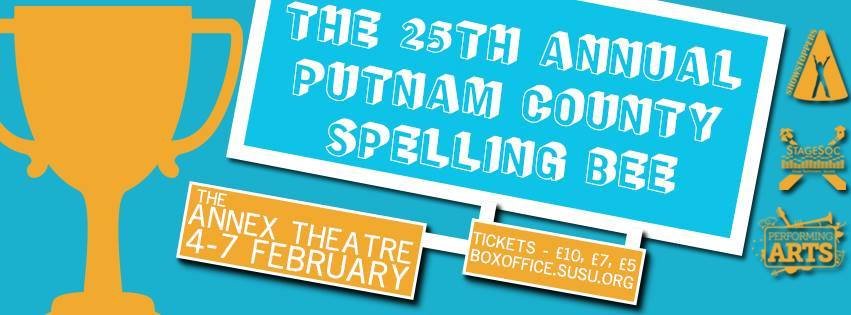 THE 25TH ANNUAL
PUTNAM COUNTY
SPELLING BEE
THE
ANNEX THEATRE
4-7 FEBRUARY
TICKETS - £10, £7, £5
BOXOFFICE.SUSU.ORG
SHOWSTOPPERS
STAGESOC
PERFORMING
ARTS